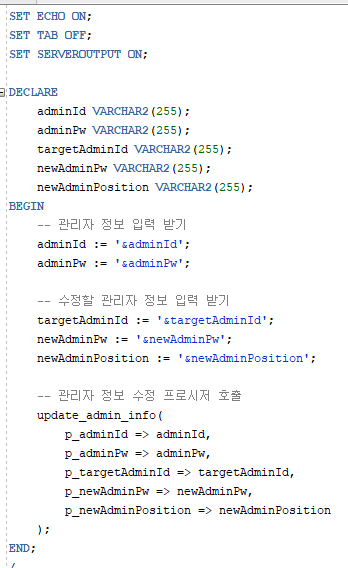 SET ECHO ON;
SET TAB OFF;
SET SERVEROUTPUT ON;
DECLARE
adminId VARCHAR2(255);
adminPw VARCHAR2(255);
targetAdminId VARCHAR2(255);
newAdminPw VARCHAR2(255);
newAdminPosition VARCHAR2(255);
BEGIN
-- 관리자 정보 입력 받기
adminId := '&adminId';
adminPw := '&adminPw';
-- 수정할 관리자 정보 입력 받기
targetAdminId := '&targetAdminId';
newAdminPw := '&newAdminPw';
newAdminPosition := '&newAdminPosition';
-- 관리자 정보 수정 프로시저 호출
update_admin_info(
p_adminId => adminId,
p_adminPw => adminPw,
p_targetAdminId => targetAdminId,
p_newAdminPw => newAdminPw,
p_newAdminPosition => newAdminPosition
);
END;
/